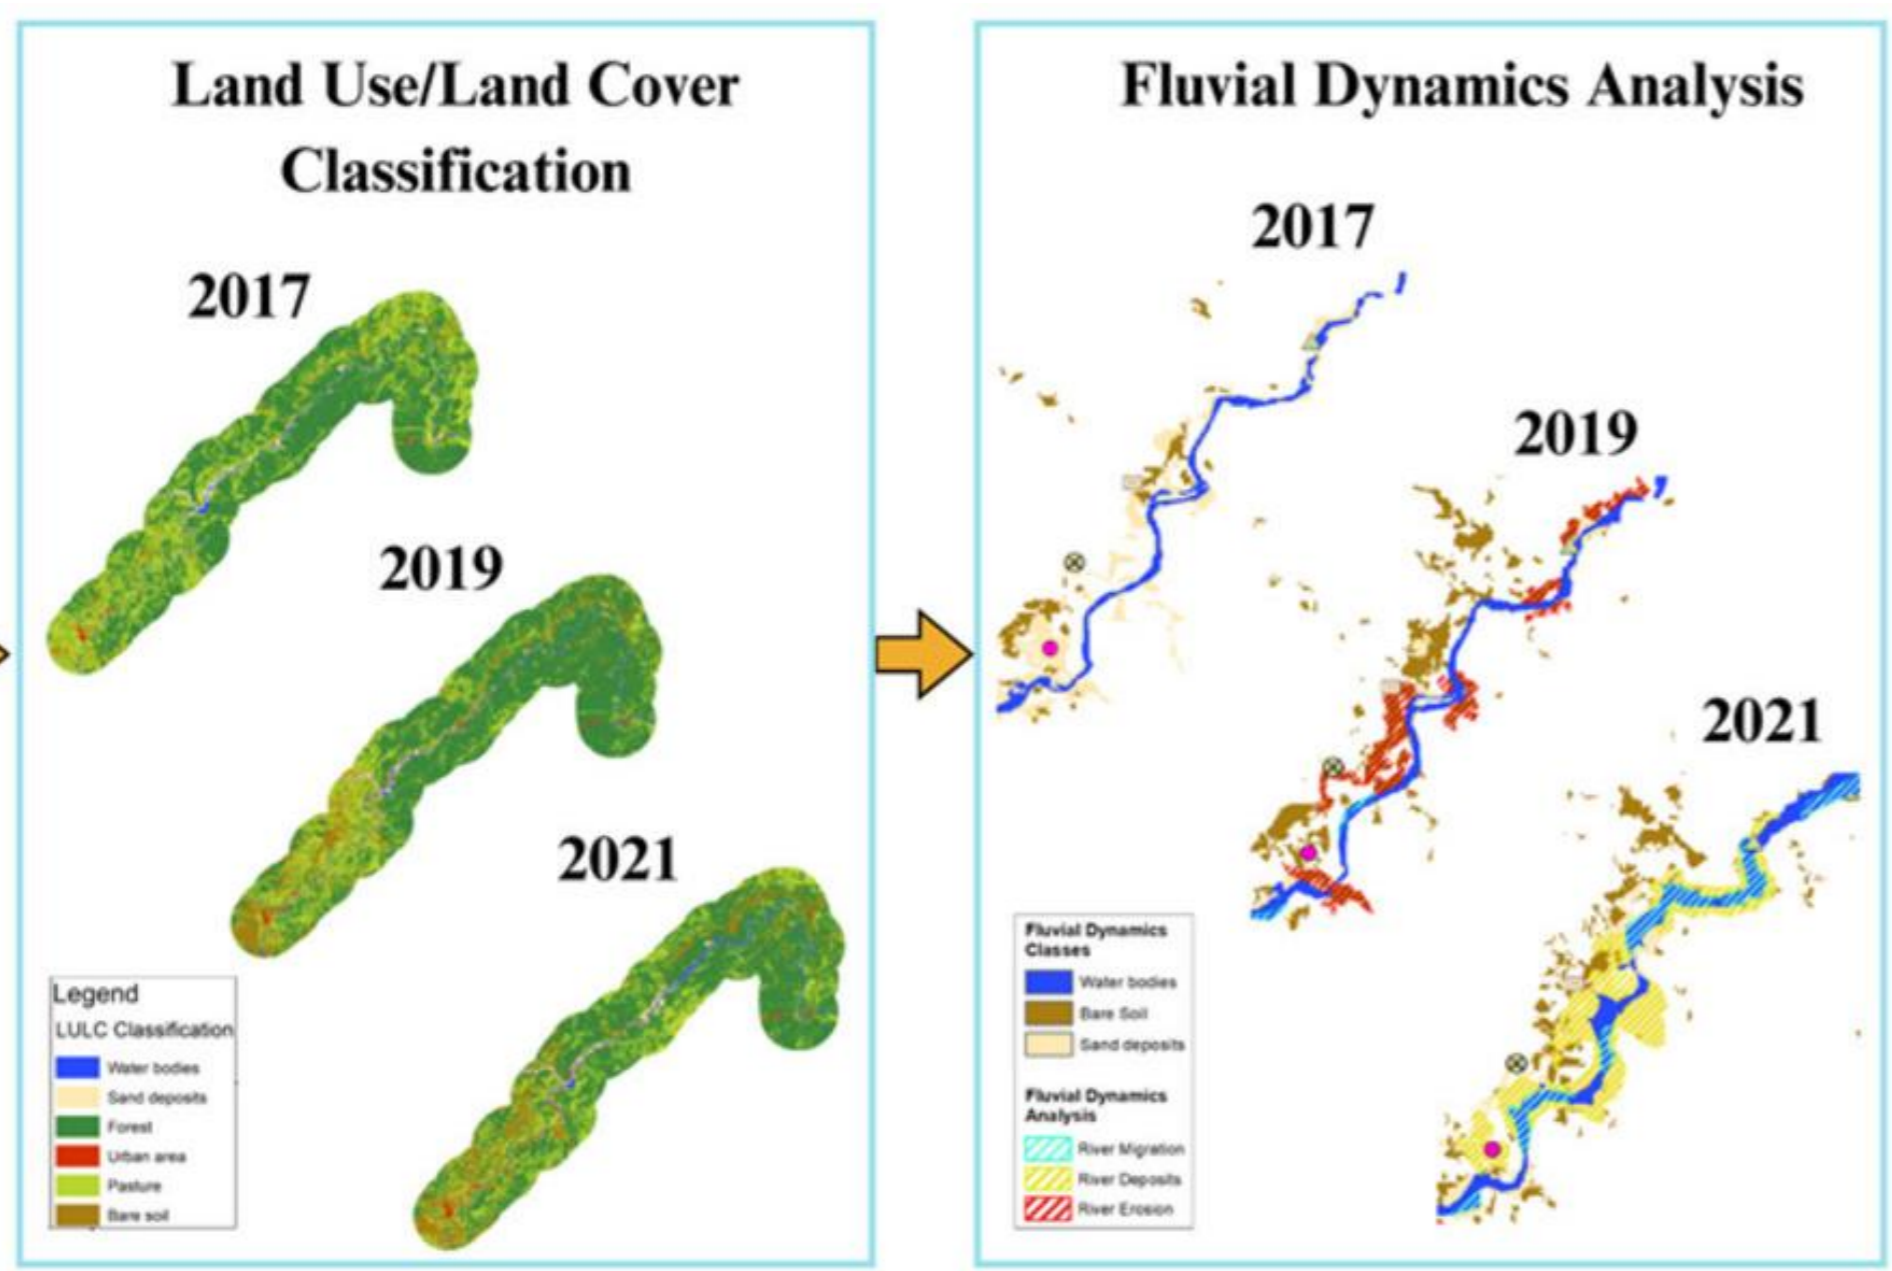 Land Use/Land Cover
Classification
2017
2019
2021
Legend
LULC Classification
Water bodies
Sand deposits
Forest
Urban area
Pasture
Bare soil
Fluvial Dynamics Analysis
2017
2019
2021
Fluvial Dynamics
Classes
Water bodies
Bare Soil
Sand deposits
Fluvial Dynamics
Analysis
River Migration
River Deposits
River Erosion